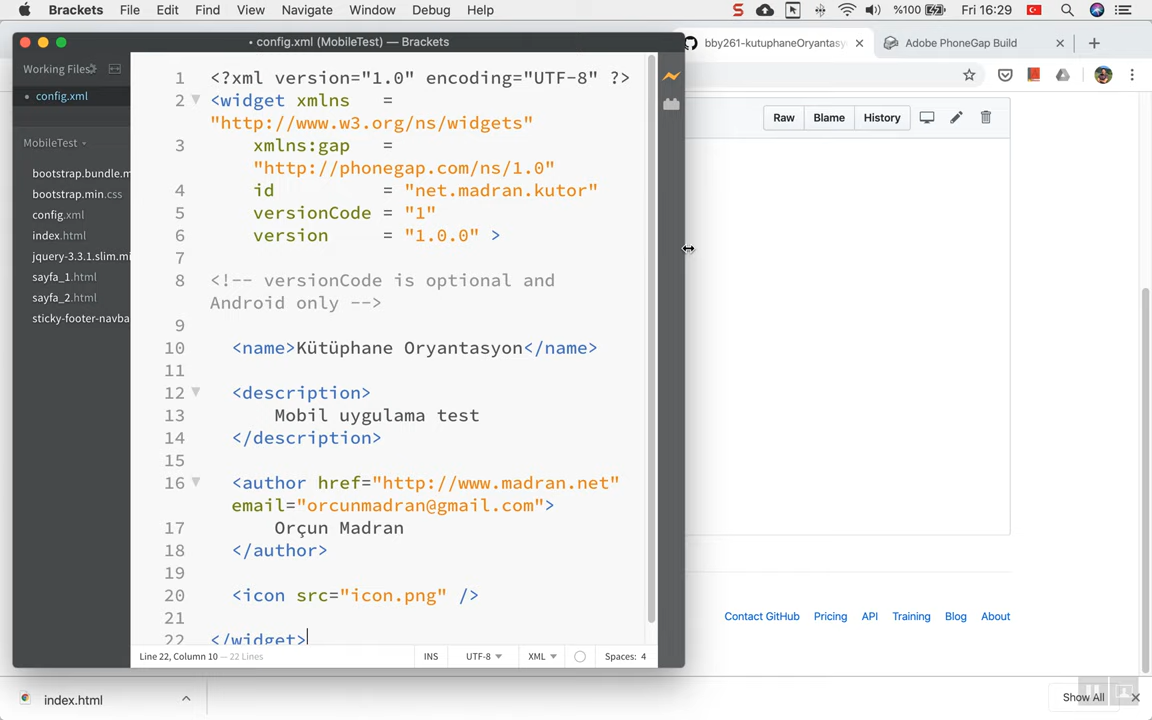 Brackets File Edit Find View Navigate Window Debug Help %100 Fri 16:29
• config.xml (MobileTest) — Brackets
bby261-kutuphaneOryantasy
Adobe PhoneGap Build
Working Files
• config.xml
MobileTest
bootstrap.bundle.m
bootstrap.min.css
config.xml
index.html
jquery-3.3.1.slim.mi
sayfa_1.html
sayfa_2.html
sticky-footer-navba
1 <?xml version="1.0" encoding="UTF-8" ?>
2 <widget xmlns =
"http://www.w3.org/ns/widgets"
3 xmlns:gap =
"http://phonegap.com/ns/1.0"
4 id = "net.madran.kutor"
5 versionCode = "1"
6 version = "1.0.0" >
7
8 <!-- versionCode is optional and
Android only -->
9
10 <name>Kütüphane Oryantasyon</name>
11
12 <description>
13 Mobil uygulama test
14 </description>
15
16 <author href="http://www.madran.net"
email="orcunmadran@gmail.com">
17 Orçun Madran
18 </author>
19
20 <icon src="icon.png" />
21
22 </widget>
Line 22, Column 10 — 22 Lines INS UTF-8 XML Spaces: 4
Raw Blame History
Contact GitHub Pricing API Training Blog About
index.html
Show All